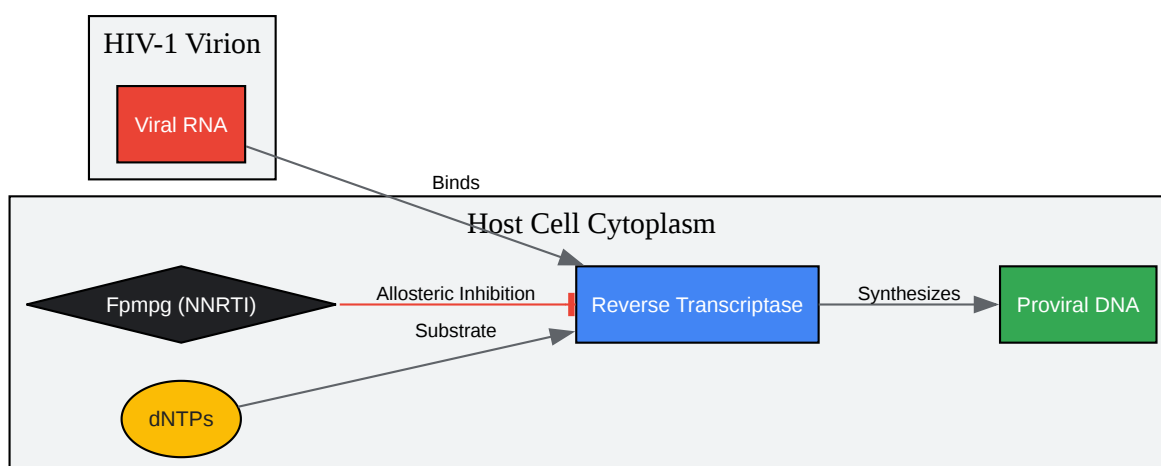 HIV-1 Virion
Viral RNA
Binds
Host Cell Cytoplasm
Fpmpg (NNRTI)
Allosteric Inhibition
Reverse Transcriptase
Synthesizes
Proviral DNA
Substrate
dNTPs